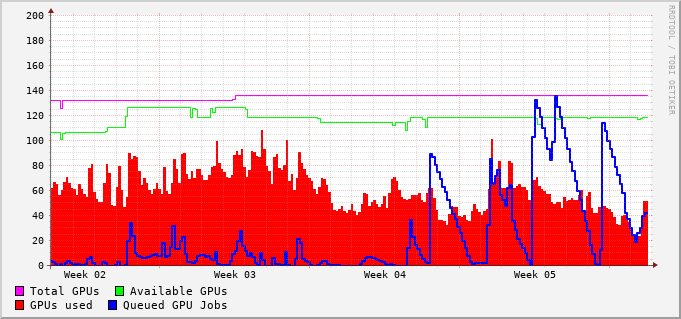 200
180
160
140
120
100
80
60
40
20
0
Week 02 Week 03 Week 04 Week 05
Total GPUs Available GPUs
GPUs used Queued GPU Jobs
RRDTOOL / TOBI OETIKER